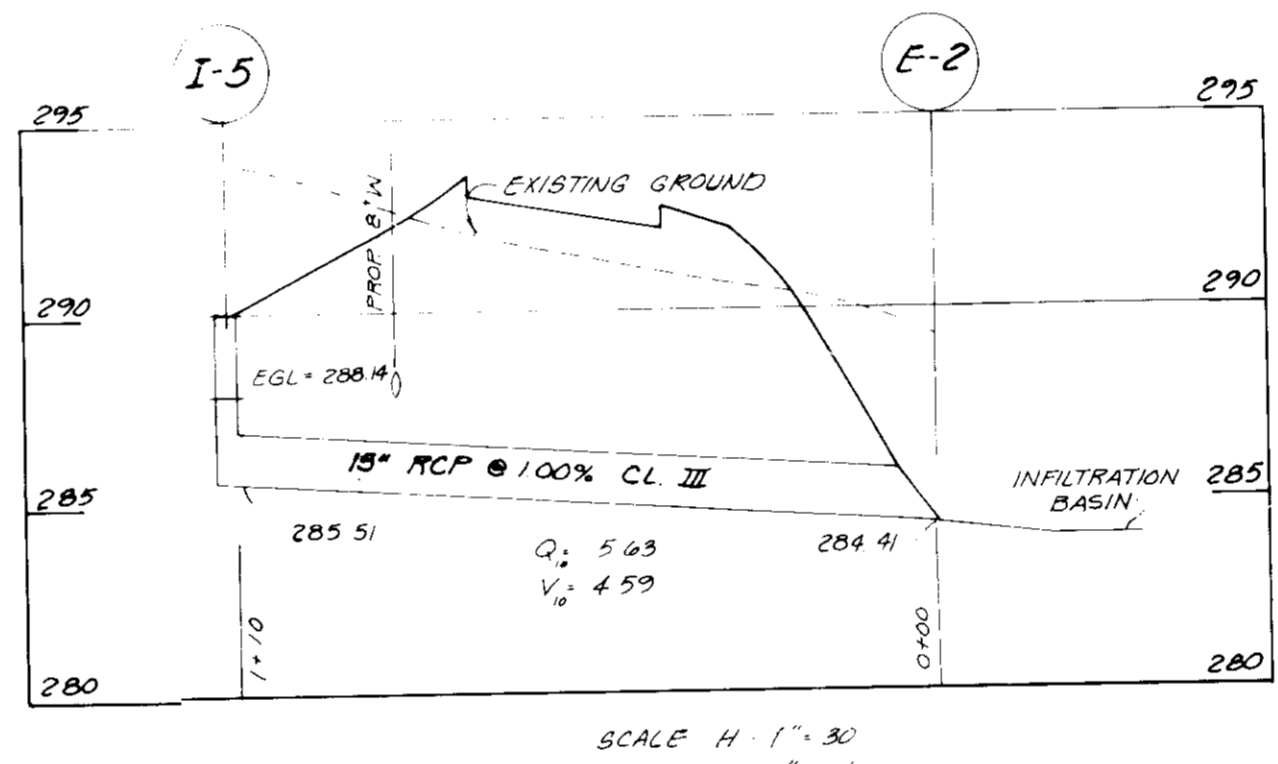 I-5
E-2
295
295
EXISTING GROUND
PROP. 8" W
290
290
EGL = 288.14
15" RCP @ 1.00% CL. III
INFILTRATION
BASIN
285
285
285 51
284.41
Q10= 5 63
V10= 4 59
1+10
0+00
280
280
SCALE H 1"= 30